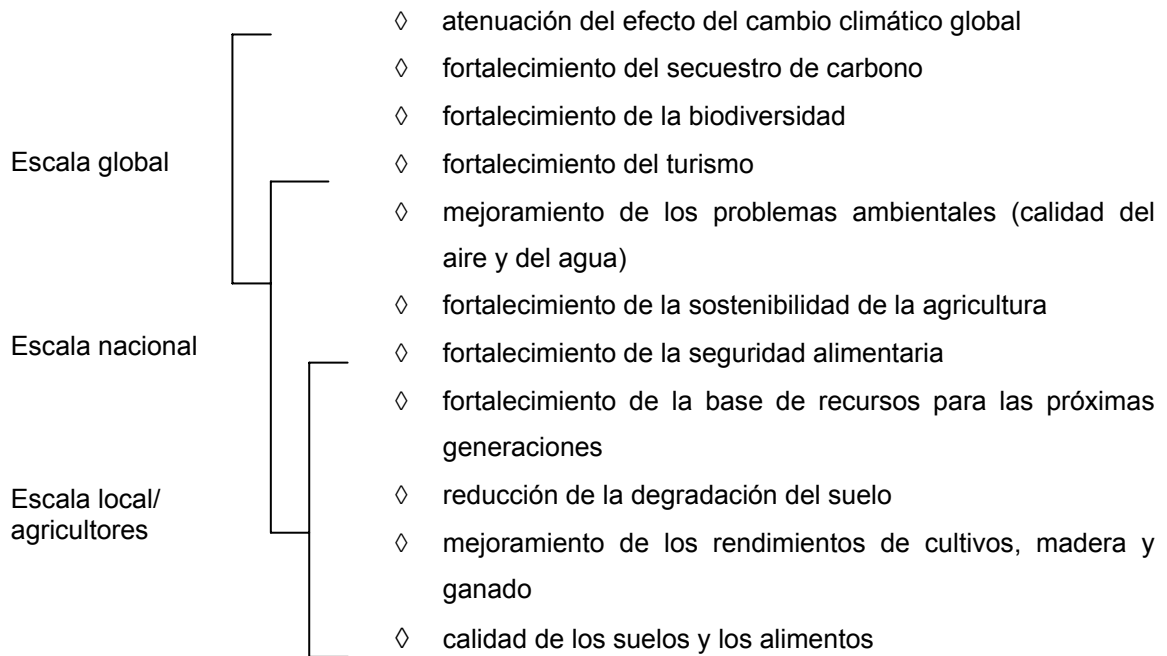 ◊ atenuación del efecto del cambio climático global
◊ fortalecimiento del secuestro de carbono
◊ fortalecimiento de la biodiversidad
Escala global
◊ fortalecimiento del turismo
◊ mejoramiento de los problemas ambientales (calidad del
aire y del agua)
◊ fortalecimiento de la sostenibilidad de la agricultura
Escala nacional
◊ fortalecimiento de la seguridad alimentaria
◊ fortalecimiento de la base de recursos para las próximas
generaciones
Escala local/
agricultores
◊ reducción de la degradación del suelo
◊ mejoramiento de los rendimientos de cultivos, madera y
ganado
◊ calidad de los suelos y los alimentos